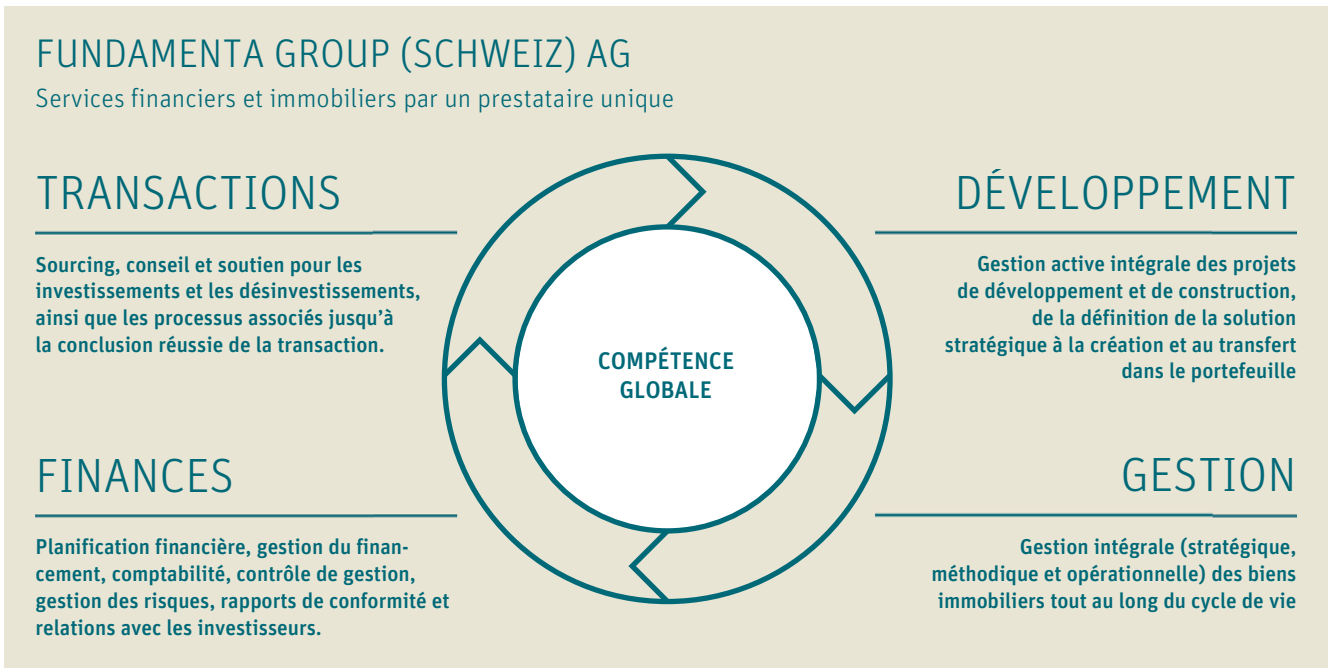 FUNDAMENTA GROUP (SCHWEIZ) AG
Services financiers et immobiliers par un prestataire unique
TRANSACTIONS
Sourcing, conseil et soutien pour les
investissements et les désinvestissements,
ainsi que les processus associés jusqu’à
la conclusion réussie de la transaction.
DÉVELOPPEMENT
Gestion active intégrale des projets
de développement et de construction,
de la définition de la solution
stratégique à la création et au transfert
dans le portefeuille
COMPÉTENCE
GLOBALE
FINANCES
Planification financière, gestion du finan-
cement, comptabilité, contrôle de gestion,
gestion des risques, rapports de conformité et
relations avec les investisseurs.
GESTION
Gestion intégrale (stratégique,
méthodique et opérationnelle) des biens
immobiliers tout au long du cycle de vie